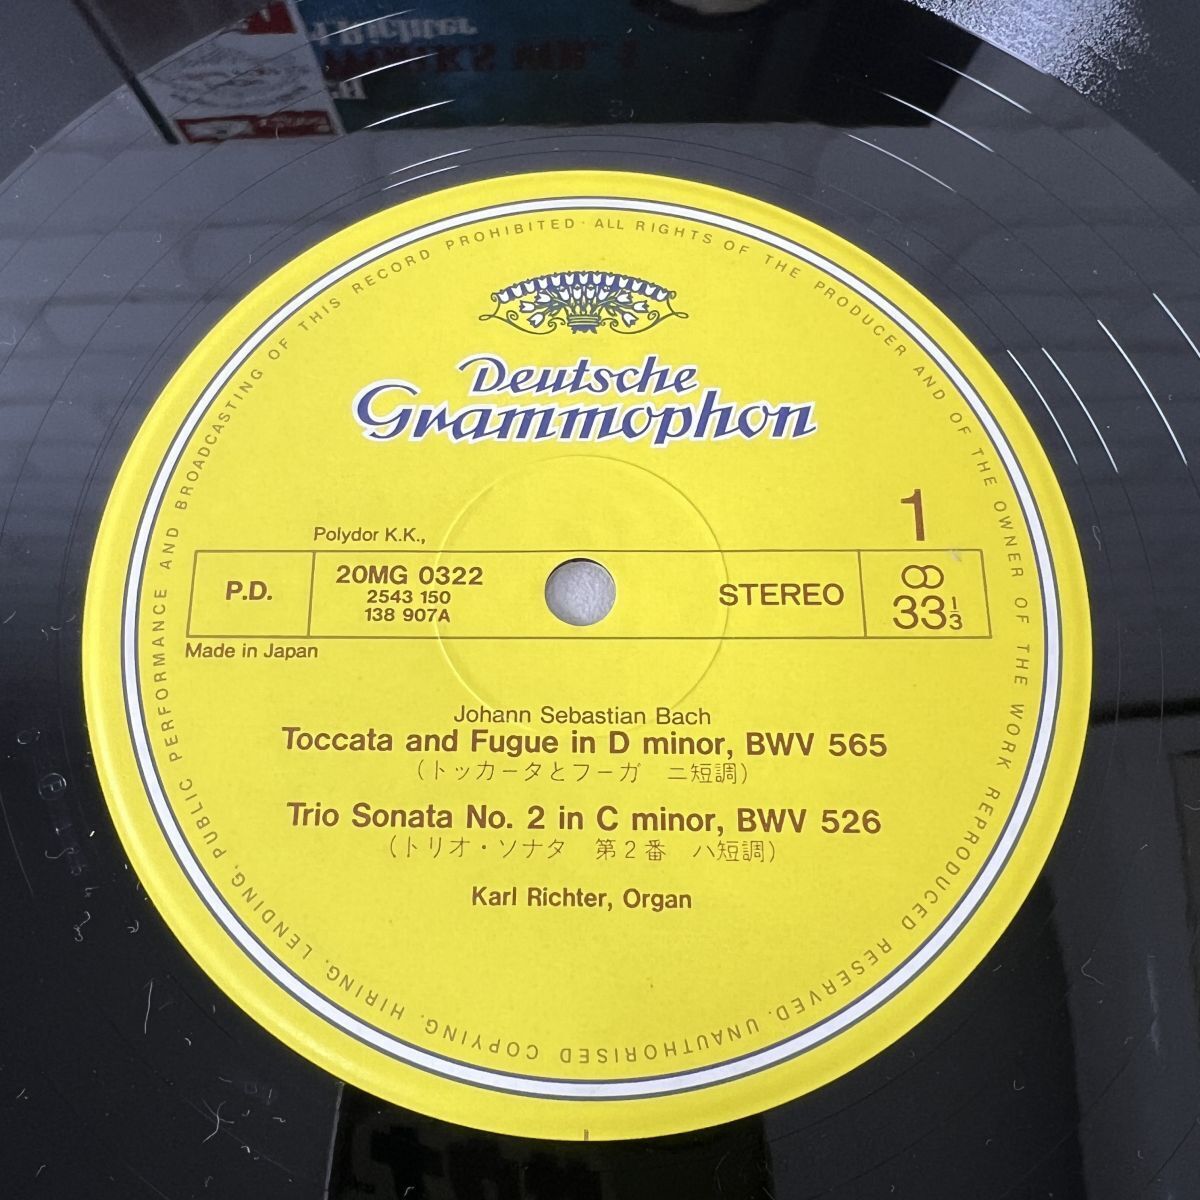 ALL RIGHTS OF THE PRODUCER AND OF THE OWNER OF THE WORK REPRODUCED RESERVED. UNAUTHORISED COPYING. HIRING. LENDING. PUBLIC PERFORMANCE AND BROADCASTING OF THIS RECORD PROHIBITED ·
Deutsche
Grammophon
1
Polydor K.K.,
P.D.
20MG 0322
2543 150
138 907A
STEREO
33⅓
Made in Japan
Johann Sebastian Bach
Toccata and Fugue in D minor, BWV 565
(トッカータとフーガ ニ短調)
Trio Sonata No. 2 in C minor, BWV 526
(トリオ・ソナタ 第2番 ハ短調)
Karl Richter, Organ